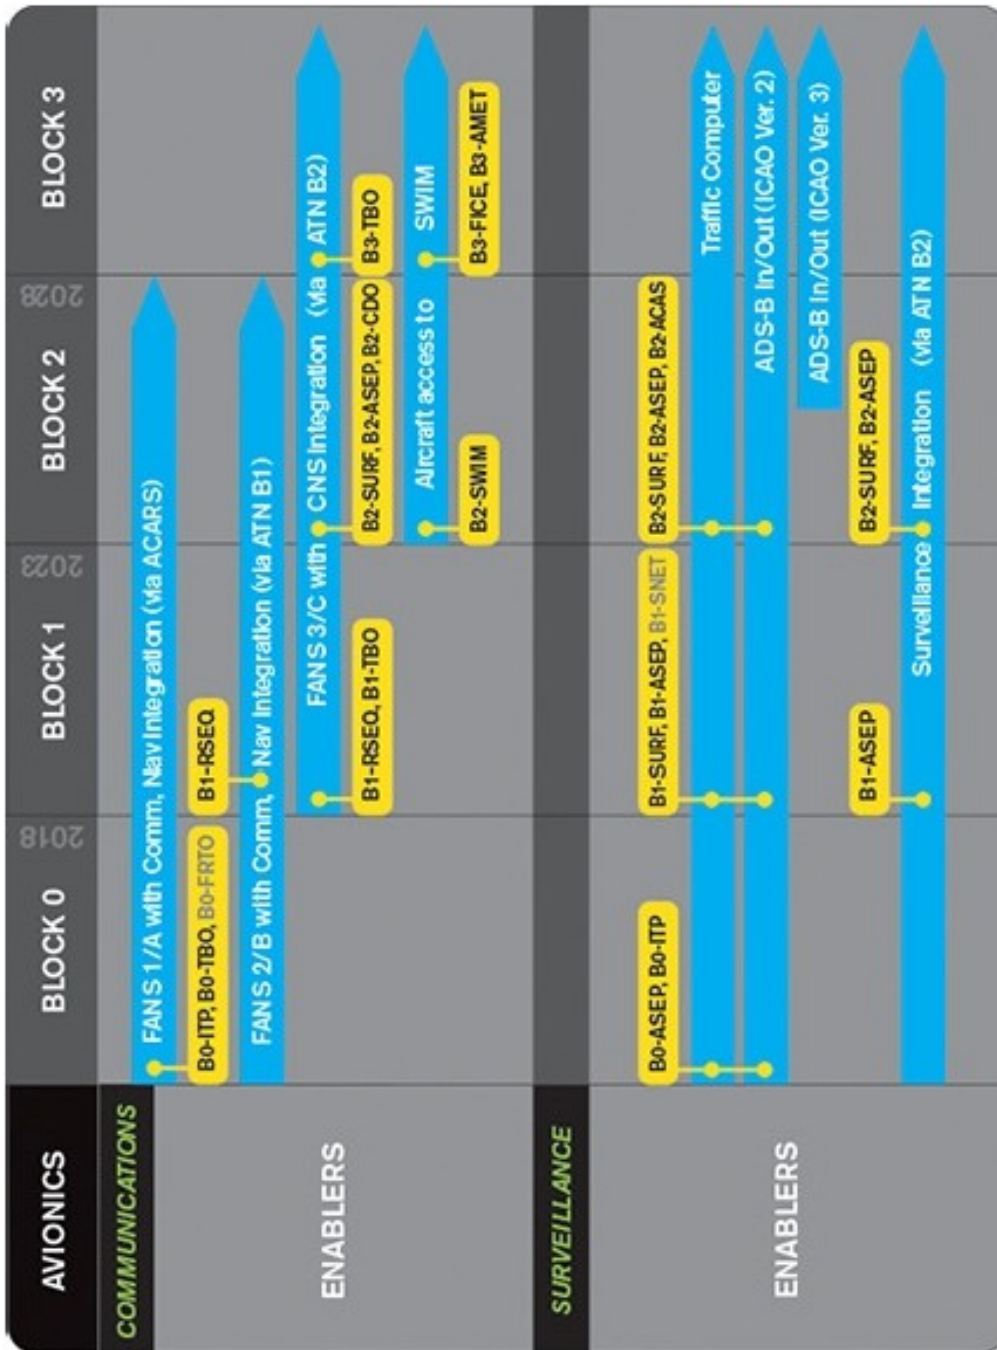 AVIONICS
BLOCK 0
2018
BLOCK 1
2023
BLOCK 2
2028
BLOCK 3
COMMUNICATIONS
ENABLERS
FANS 1/A with Comm, Nav Integration (via ACARS)
B0-ITP, B0-TBO, B0-FRTO
B1-RSEQ
FANS 2/B with Comm, Nav Integration (via ATN B1)
FANS 3/C with CNS Integration (via ATN B2)
B1-RSEQ, B1-TBO
B2-SURF, B2-ASEP, B2-CDO
B3-TBO
Aircraft access to SWIM
B2-SWIM
B3-FICE, B3-AMET
SURVEILLANCE
ENABLERS
B0-ASEP, B0-ITP
B1-SURF, B1-ASEP, B1-SNET
B2-SURF, B2-ASEP, B2-ACAS
Traffic Computer
ADS-B In/Out (ICAO Ver. 2)
ADS-B In/Out (ICAO Ver. 3)
B1-ASEP
B2-SURF, B2-ASEP
Surveillance Integration (via ATN B2)